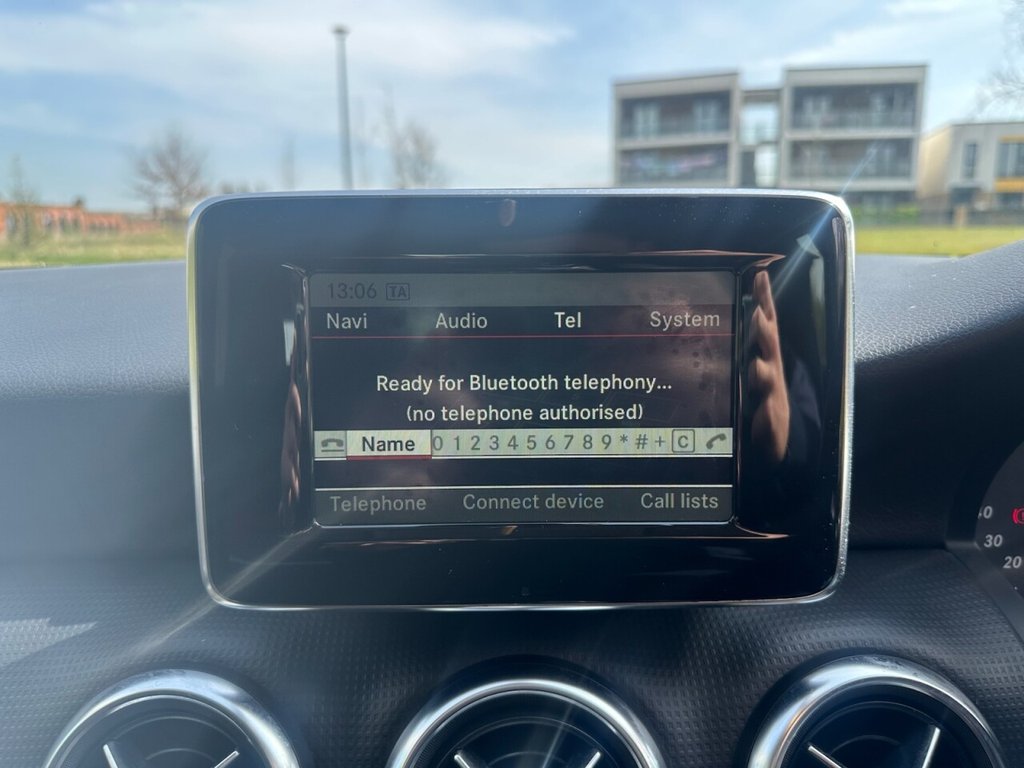 13:06 TA
Navi Audio Tel System
Ready for Bluetooth telephony...
(no telephone authorised)
Name 0 1 2 3 4 5 6 7 8 9 * # + C
Telephone Connect device Call lists
30
20